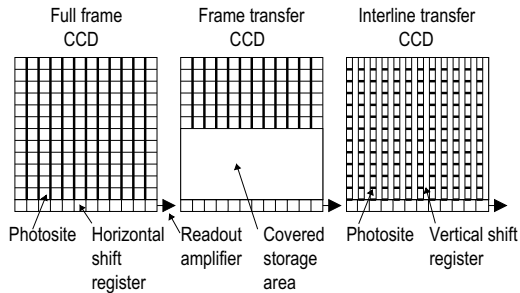 Full frame
CCD
Frame transfer
CCD
Interline transfer
CCD
Photosite
Horizontal
shift
register
Readout
amplifier
Covered
storage
area
Photosite
Vertical shift
register